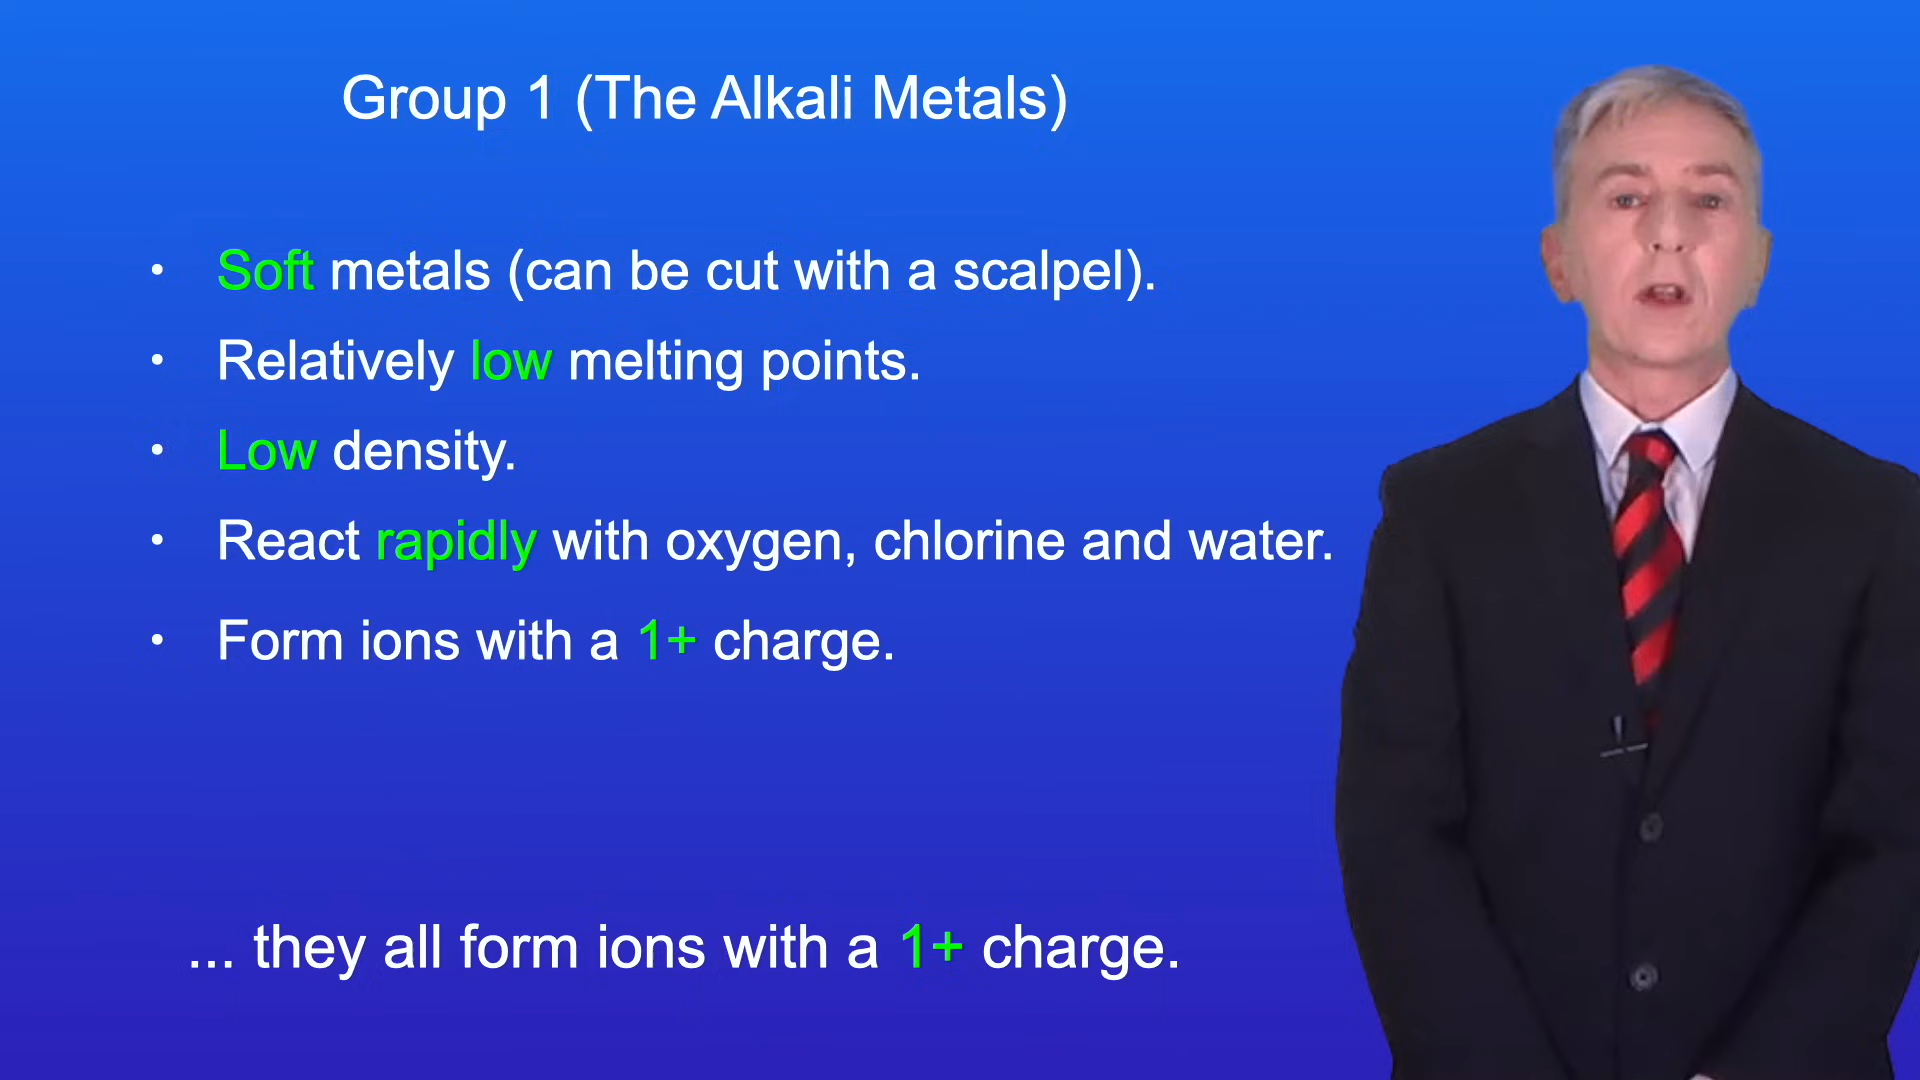 Group 1 (The Alkali Metals)
• Soft metals (can be cut with a scalpel).
• Relatively low melting points.
• Low density.
• React rapidly with oxygen, chlorine and water.
• Form ions with a 1+ charge.
... they all form ions with a 1+ charge.